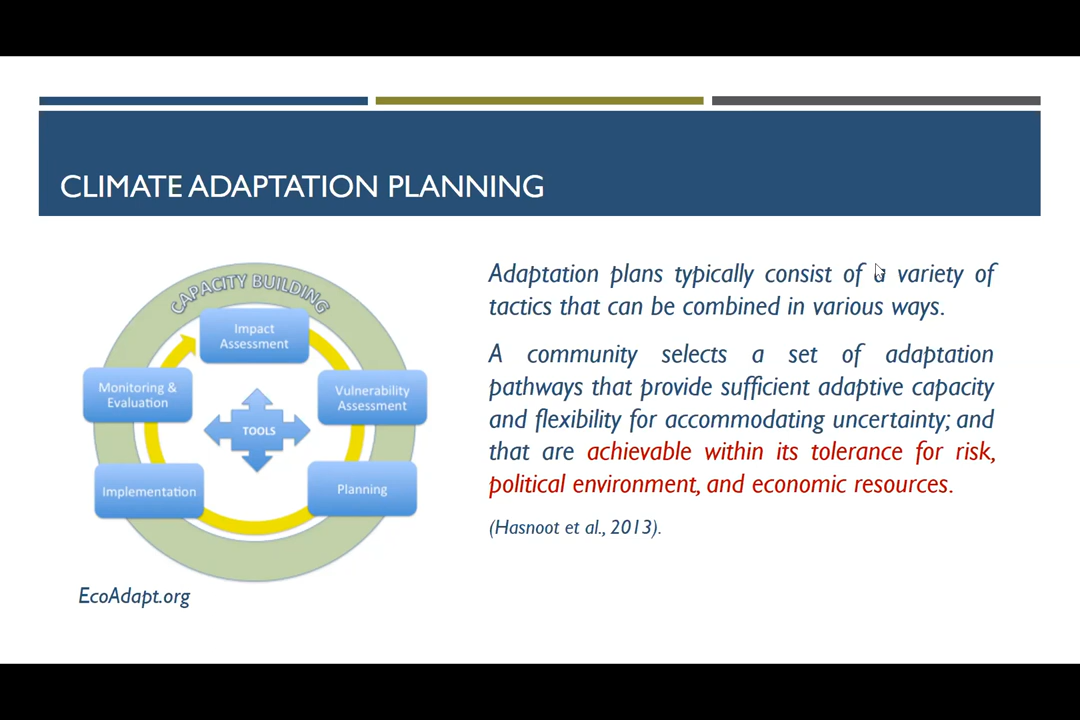 CLIMATE ADAPTATION PLANNING
CAPACITY BUILDING
Impact
Assessment
Monitoring &
Evaluation
Vulnerability
Assessment
TOOLS
Implementation
Planning
EcoAdapt.org
Adaptation plans typically consist of a variety of
tactics that can be combined in various ways.
A community selects a set of adaptation
pathways that provide sufficient adaptive capacity
and flexibility for accommodating uncertainty; and
that are achievable within its tolerance for risk,
political environment, and economic resources.
(Hasnoot et al., 2013).